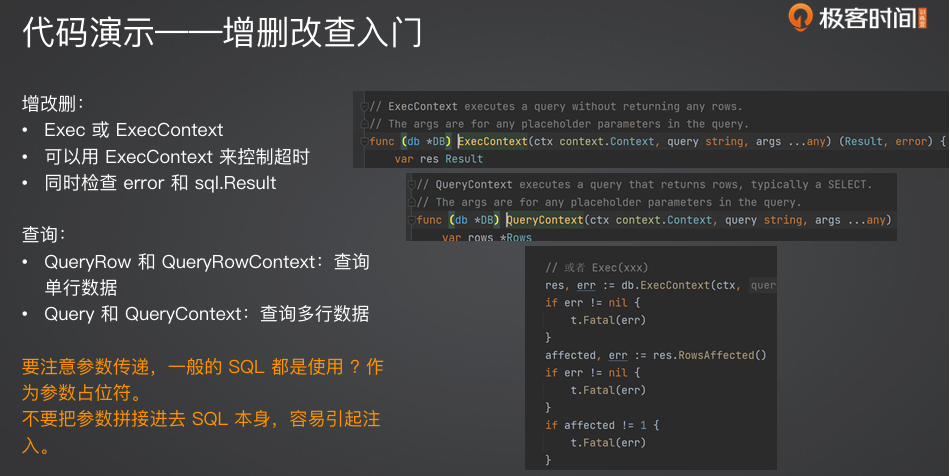 代码演示——增删改查入门
极客时间
增改删：
• Exec 或 ExecContext
• 可以用 ExecContext 来控制超时
• 同时检查 error 和 sql.Result
查询：
• QueryRow 和 QueryRowContext：查询
单行数据
• Query 和 QueryContext：查询多行数据
要注意参数传递，一般的 SQL 都是使用 ? 作
为参数占位符。
不要把参数拼接进去 SQL 本身，容易引起注
入。
// ExecContext executes a query without returning any rows.
// The args are for any placeholder parameters in the query.
func (db *DB) ExecContext(ctx context.Context, query string, args ...any) (Result, error) {
var res Result
// QueryContext executes a query that returns rows, typically a SELECT.
// The args are for any placeholder parameters in the query.
func (db *DB) QueryContext(ctx context.Context, query string, args ...any)
var rows *Rows
// 或者 Exec(xxx)
res, err := db.ExecContext(ctx, quer
if err != nil {
t.Fatal(err)
}
affected, err := res.RowsAffected()
if err != nil {
t.Fatal(err)
}
if affected != 1 {
t.Fatal(err)
}